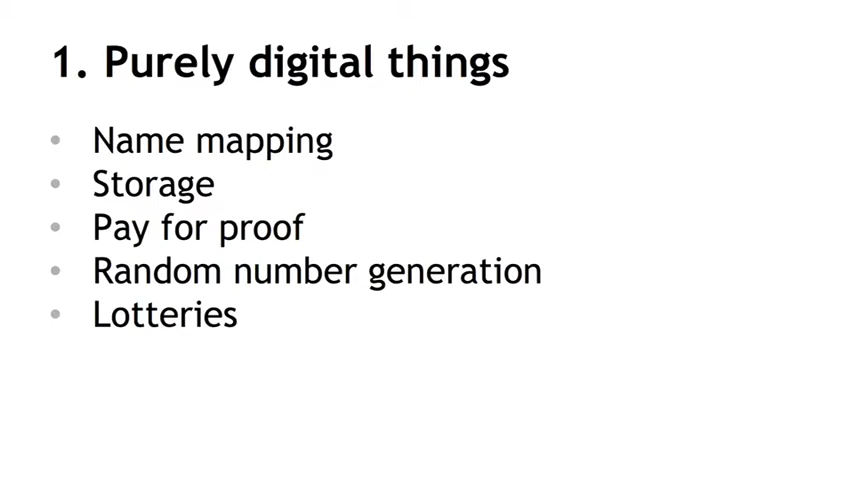 1. Purely digital things
• Name mapping
• Storage
• Pay for proof
• Random number generation
• Lotteries